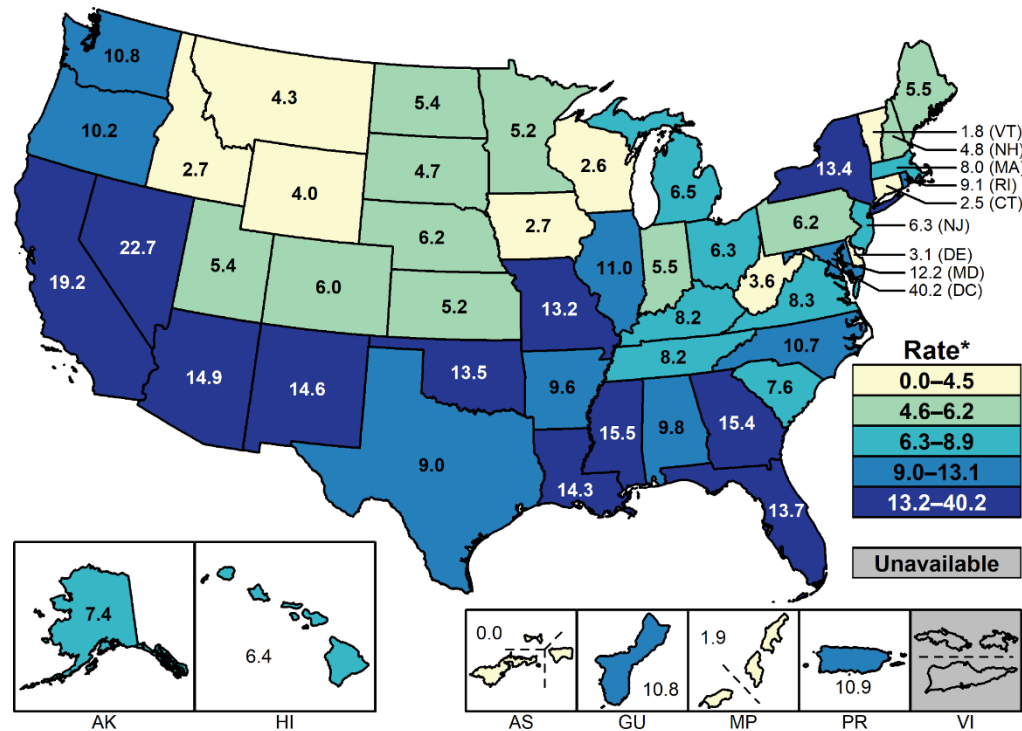 10.8
4.3
5.4
5.2
5.5
10.2
2.7
4.0
4.7
2.6
6.5
13.4
1.8 (VT)
4.8 (NH)
8.0 (MA)
9.1 (RI)
2.5 (CT)
6.3 (NJ)
3.1 (DE)
12.2 (MD)
40.2 (DC)
19.2
22.7
5.4
6.0
6.2
5.2
2.7
13.2
11.0
5.5
6.3
6.2
3.6
8.3
8.2
8.2
10.7
7.6
14.9
14.6
13.5
9.6
9.0
14.3
15.5
9.8
15.4
13.7
Rate*
0.0–4.5
4.6–6.2
6.3–8.9
9.0–13.1
13.2–40.2
Unavailable
7.4
AK
6.4
HI
0.0
AS
10.8
GU
1.9
MP
10.9
PR
VI